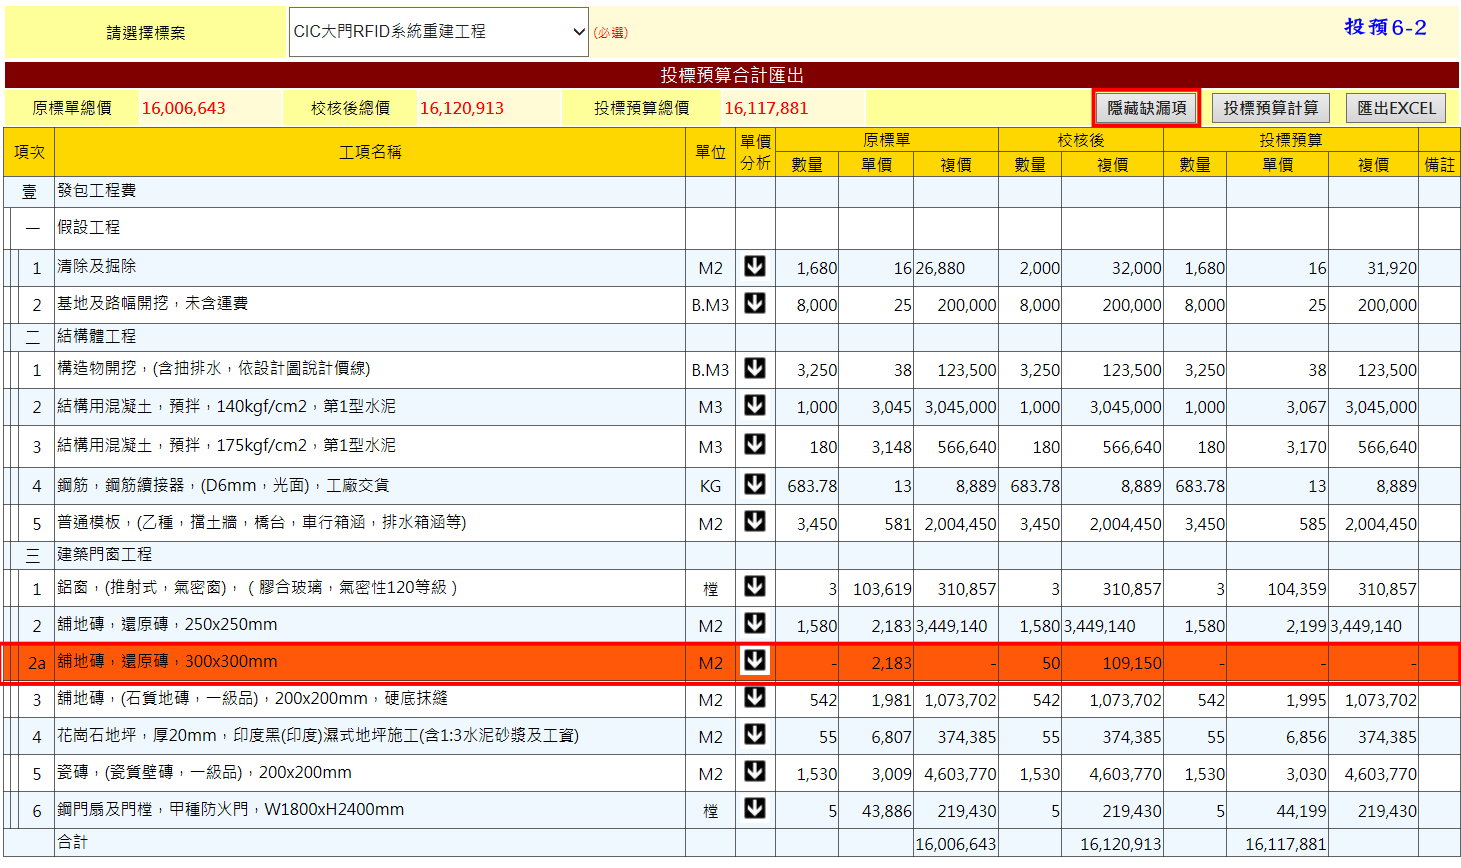 請選擇標案 CIC大門RFID系統重建工程 (必選) 投預6-2
投標預算合計匯出
原標單總價 16,006,643 校核後總價 16,120,913 投標預算總價 16,117,881 隱藏缺漏項 投標預算計算 匯出EXCEL
項次 工項名稱 單位 單價分析 原標單 校核後 投標預算 備註
數量 單價 複價 數量 複價 數量 單價 複價
壹 發包工程費
一 假設工程
1 清除及掘除 M2 1,680 16 26,880 2,000 32,000 1,680 16 31,920
2 基地及路幅開挖，未含運費 B.M3 8,000 25 200,000 8,000 200,000 8,000 25 200,000
二 結構體工程
1 構造物開挖，(含抽排水，依設計圖說計價線) B.M3 3,250 38 123,500 3,250 123,500 3,250 38 123,500
2 結構用混凝土，預拌，140kgf/cm2，第1型水泥 M3 1,000 3,045 3,045,000 1,000 3,045,000 1,000 3,067 3,045,000
3 結構用混凝土，預拌，175kgf/cm2，第1型水泥 M3 180 3,148 566,640 180 566,640 180 3,170 566,640
4 鋼筋，鋼筋續接器，(D6mm，光面)，工廠交貨 KG 683.78 13 8,889 683.78 8,889 683.78 13 8,889
5 普通模板，(乙種，擋土牆，橋台，車行箱涵，排水箱涵等) M2 3,450 581 2,004,450 3,450 2,004,450 3,450 585 2,004,450
三 建築門窗工程
1 鋁窗，(推射式，氣密窗)，（膠合玻璃，氣密性120等級） 樘 3 103,619 310,857 3 310,857 3 104,359 310,857
2 舖地磚，還原磚，250x250mm M2 1,580 2,183 3,449,140 1,580 3,449,140 1,580 2,199 3,449,140
2a 舖地磚，還原磚，300x300mm M2 - 2,183 - 50 109,150 - - -
3 舖地磚，(石質地磚，一級品)，200x200mm，硬底抹縫 M2 542 1,981 1,073,702 542 1,073,702 542 1,995 1,073,702
4 花崗石地坪，厚20mm，印度黑(印度)濕式地坪施工(含1:3水泥砂漿及工資) M2 55 6,807 374,385 55 374,385 55 6,856 374,385
5 瓷磚，(瓷質壁磚，一級品)，200x200mm M2 1,530 3,009 4,603,770 1,530 4,603,770 1,530 3,030 4,603,770
6 鋼門扇及門樘，甲種防火門，W1800xH2400mm 樘 5 43,886 219,430 5 219,430 5 44,199 219,430
合計 16,006,643 16,120,913 16,117,881